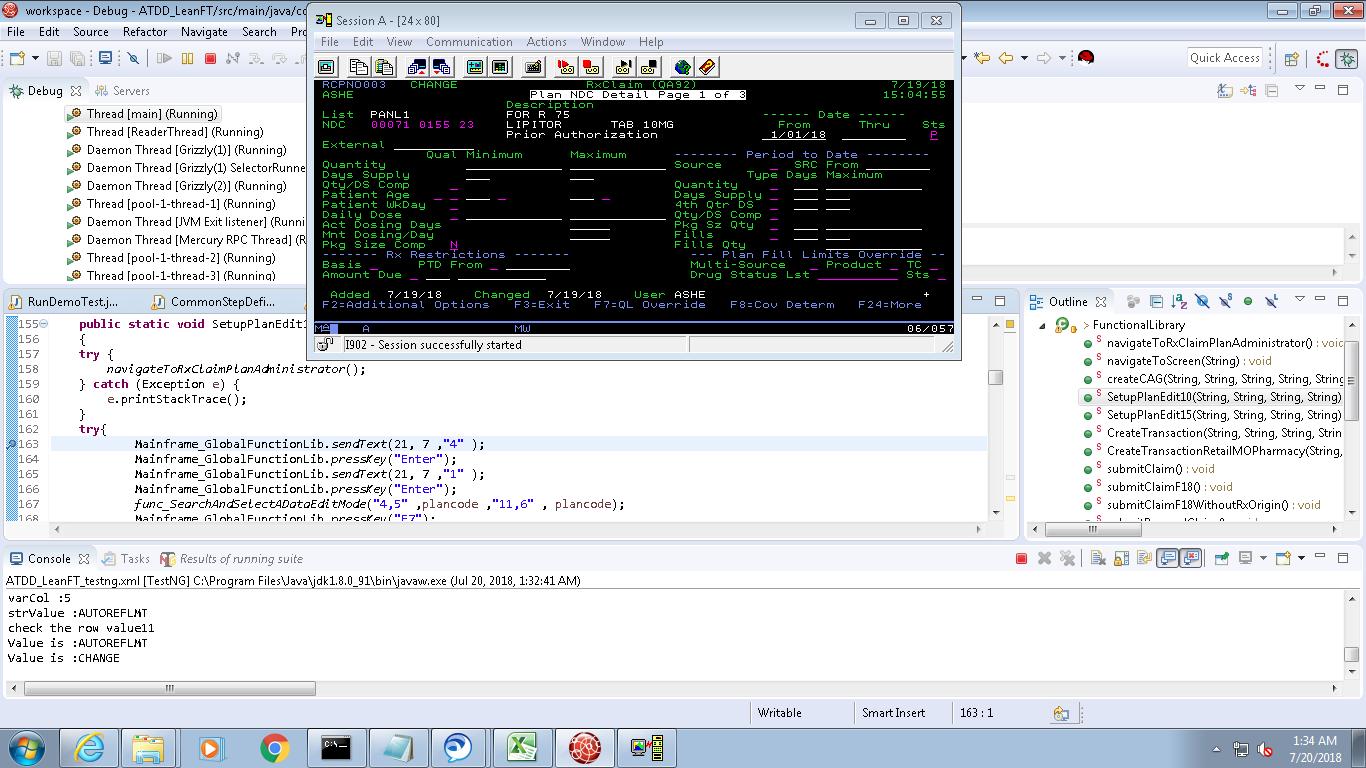 workspace - Debug - ATDD_LeanFT/src/main/java/co
File Edit Source Refactor Navigate Search Pro
Quick Access
Debug Servers
Thread [main] (Running)
Thread [ReaderThread] (Running)
Daemon Thread [Grizzly(1)] (Running)
Daemon Thread [Grizzly(1) SelectorRunne
Daemon Thread [Grizzly(2)] (Running)
Thread [pool-1-thread-1] (Running)
Daemon Thread [JVM Exit listener] (Runni
Daemon Thread [Mercury RPC Thread] (R
Thread [pool-1-thread-2] (Running)
Thread [pool-1-thread-3] (Running)
Session A - [24 x 80]
File Edit View Communication Actions Window Help
RCPNO003 CHANGE RxClaim (QA92) 7/19/18
ASHE Plan NDC Detail Page 1 of 3 15:04:55
Description
List PANL1 FOR R 75 ------ Date ------
NDC 00071 0155 23 LIPITOR TAB 10MG From Thru Sts
Prior Authorization 1/01/18 P
External
Qual Minimum Maximum -------- Period to Date --------
Quantity Source _ SRC From
Days Supply Type Days Maximum
Qty/DS Comp _ Quantity _
Patient Age _ _ _ _ Days Supply _
Patient WkDay _ 4th Qtr DS _
Daily Dose _ Qty/DS Comp _
Act Dosing Days Pkg Sz Qty _
Mnt Dosing/Day Fills _
Pkg Size Comp N Fills Qty _
------- Rx Restrictions ------- --- Plan Fill Limits Override --
Basis _ PTD From _ Multi-Source _ Product _ TC _
Amount Due _ _ Drug Status Lst Sts _
Added 7/19/18 Changed 7/19/18 User ASHE +
F2=Additional Options F3=Exit F7=QL Override F8=Cov Determ F24=More
MA A MW 06/057
I902 - Session successfully started
RunDemoTest.j... CommonStepDefi...
155 public static void SetupPlanEdit1
156 {
157 try {
158 navigateToRxClaimPlanAdministrator();
159 } catch (Exception e) {
160 e.printStackTrace();
161 }
162 try{
163 Mainframe_GlobalFunctionLib.sendText(21, 7 ,"4" );
164 Mainframe_GlobalFunctionLib.pressKey("Enter");
165 Mainframe_GlobalFunctionLib.sendText(21, 7 ,"1" );
166 Mainframe_GlobalFunctionLib.pressKey("Enter");
167 func_SearchAndSelectADataEditMode("4,5" ,plancode ,"11,6" , plancode);
168 Mainframe_GlobalFunctionLib.pressKey("F7");
Outline
> FunctionalLibrary
navigateToRxClaimPlanAdministrator() : voic
navigateToScreen(String) : void
createCAG(String, String, String, String, String
SetupPlanEdit10(String, String, String, String)
SetupPlanEdit15(String, String, String, String)
CreateTransaction(String, String, String, Strin
CreateTransactionRetailMOPharmacy(String,
submitClaim() : void
submitClaimF18() : void
submitClaimF18WithoutRxOrigin() : void
Console Tasks Results of running suite
ATDD_LeanFT_testng.xml [TestNG] C:\Program Files\Java\jdk1.8.0_91\bin\javaw.exe (Jul 20, 2018, 1:32:41 AM)
varCol :5
strValue :AUTOREFLMT
check the row value11
Value is :AUTOREFLMT
Value is :CHANGE
Writable Smart Insert 163 : 1
1:34 AM
7/20/2018